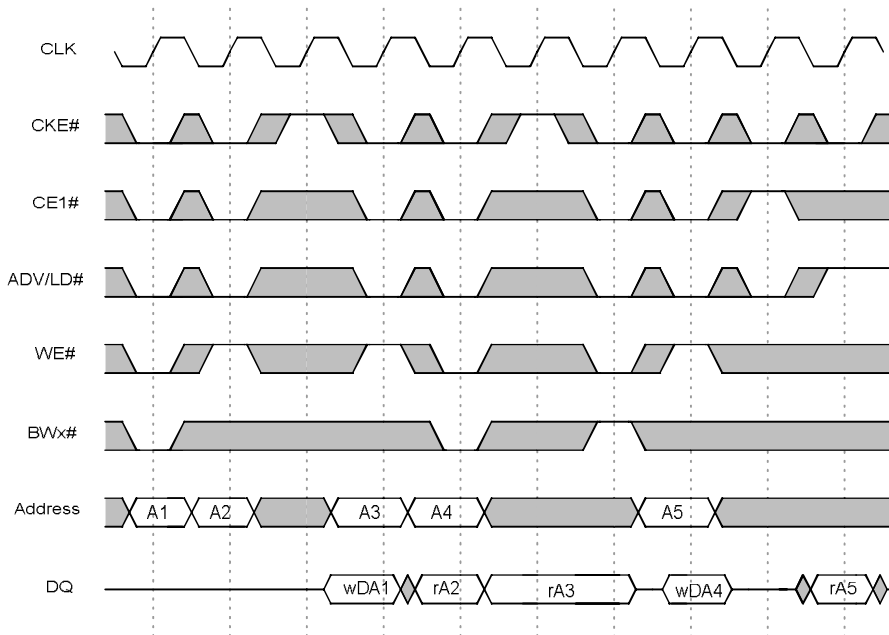 CLK
CKE#
CE1#
ADV/LD#
WE#
BWx#
Address A1 A2 A3 A4 A5
DQ wDA1 rA2 rA3 wDA4 rA5